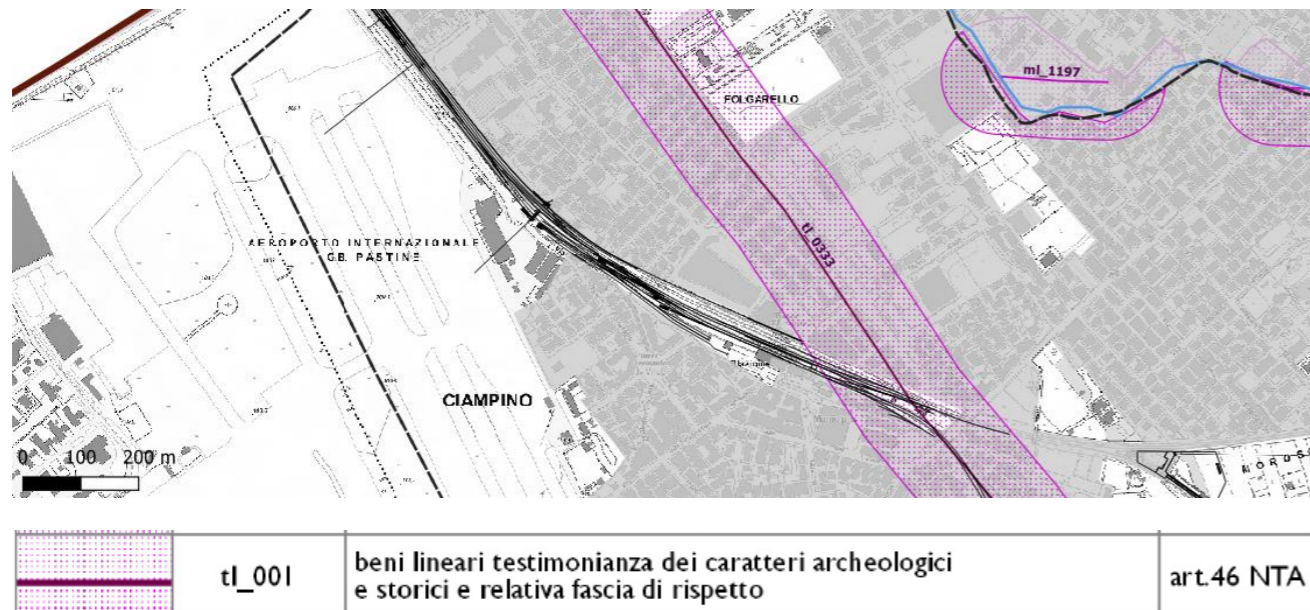 ml_1197
FOLGARELLO
tl_0333
AEROPORTO INTERNAZIONALE
GB. PASTINE
CIAMPINO
0 100 200 m
tl_001
beni lineari testimonianza dei caratteri archeologici
e storici e relativa fascia di rispetto
art.46 NTA